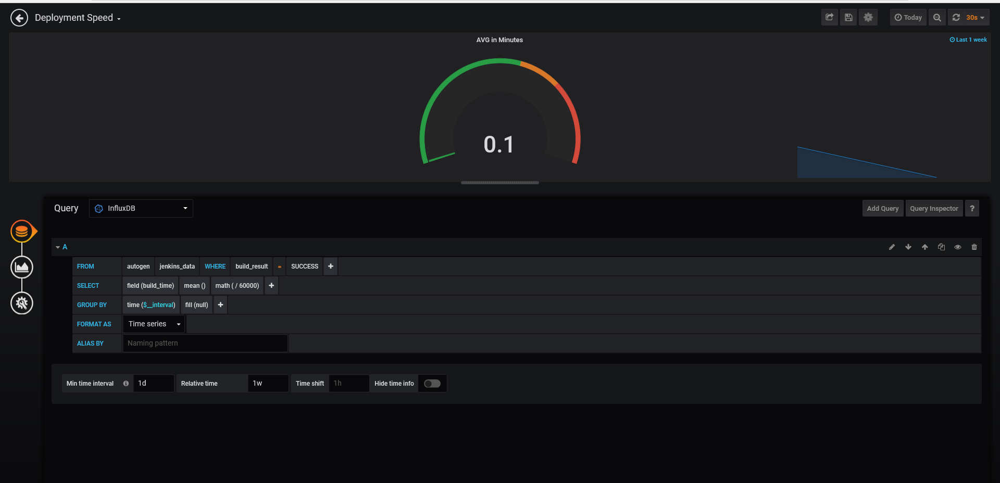 Deployment Speed
Today 30s
AVG in Minutes
Last 1 week
0.1
Query InfluxDB Add Query Query Inspector ?
A
FROM autogen jenkins_data WHERE build_result = SUCCESS +
SELECT field (build_time) mean () math ( / 60000) +
GROUP BY time ($__interval) fill (null) +
FORMAT AS Time series
ALIAS BY Naming pattern
Min time interval 1d Relative time 1w Time shift 1h Hide time info